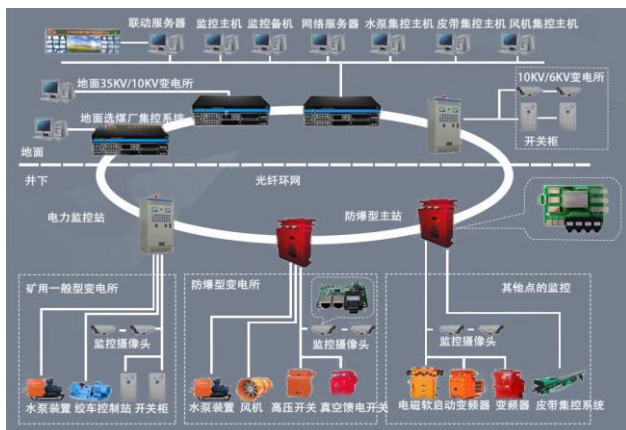 联动服务器 监控主机 监控备机 网络服务器 水泵集控主机 皮带集控主机 风机集控主机
地面35KV/10KV变电所
10KV/6KV变电所
地面选煤厂集控系统
开关柜
地面
井下
光纤环网
电力监控站
防爆型主站
矿用一般型变电所
防爆型变电所
其他点的监控
监控摄像头
监控摄像头
监控摄像头
水泵装置 绞车控制站 开关柜
水泵装置 风机 高压开关 真空馈电开关
电磁软启动变频器 变频器 皮带集控系统